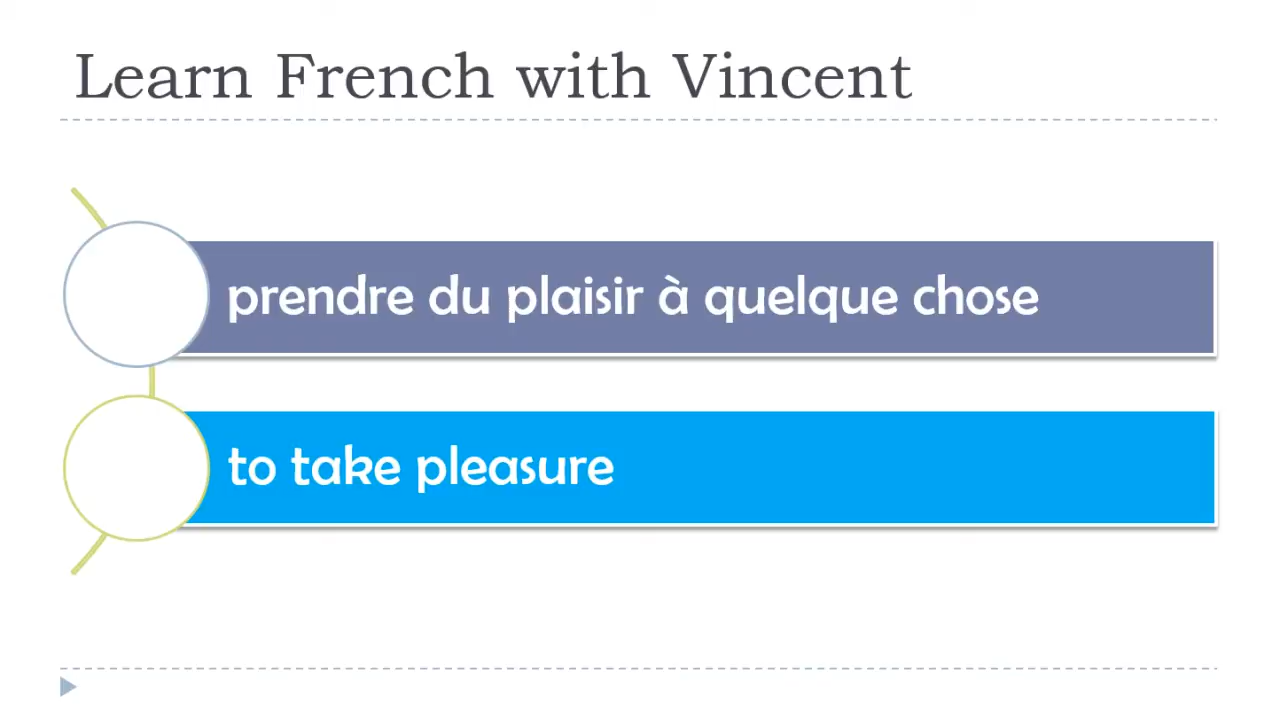 Learn French with Vincent
prendre du plaisir à quelque chose
to take pleasure